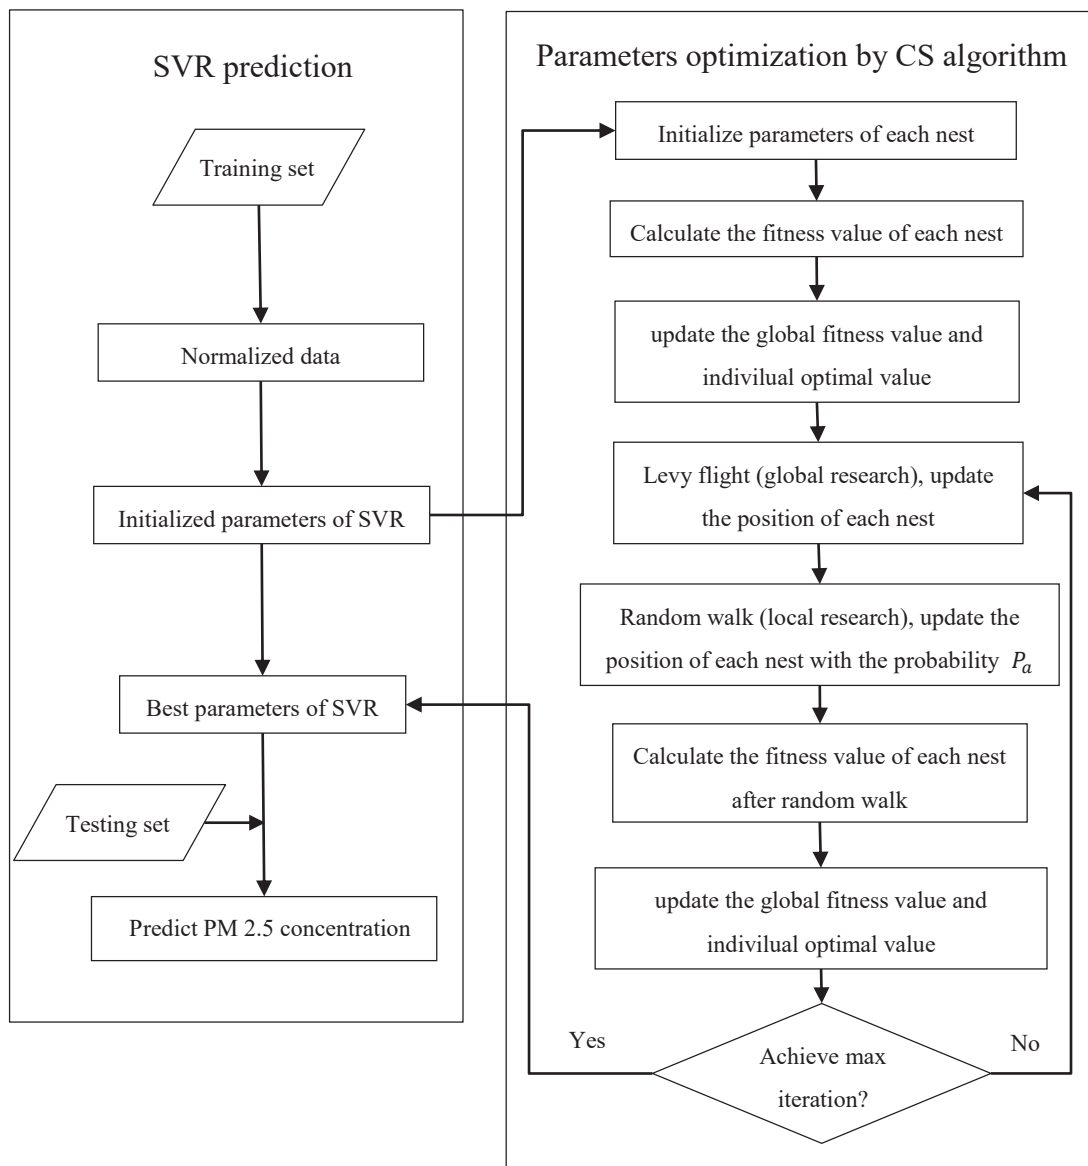 SVR prediction
Training set
Normalized data
Initialized parameters of SVR
Best parameters of SVR
Testing set
Predict PM 2.5 concentration
Parameters optimization by CS algorithm
Initialize parameters of each nest
Calculate the fitness value of each nest
update the global fitness value and
indivilual optimal value
Levy flight (global research), update
the position of each nest
Random walk (local research), update the
position of each nest with the probability P_a
Calculate the fitness value of each nest
after random walk
update the global fitness value and
indivilual optimal value
Achieve max
iteration?
Yes
No